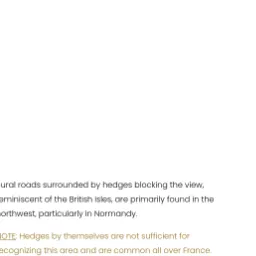 ural roads surrounded by hedges blocking the view,
eminiscent of the British Isles, are primarily found in the
orthwest, particularly in Normandy.
NOTE: Hedges by themselves are not sufficient for
ecognizing this area and are common all over France.